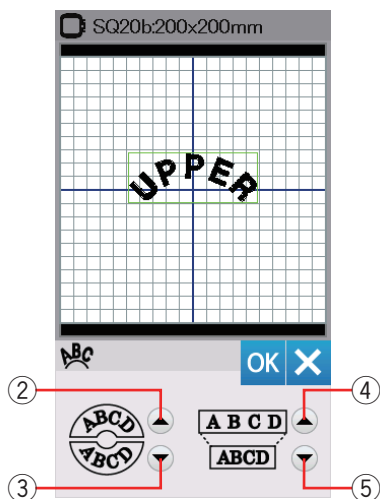 SQ20b:200x200mm
UPPER
ABC
OK
② ④
ABCD A B C D
ABCD ABCD
③ ⑤